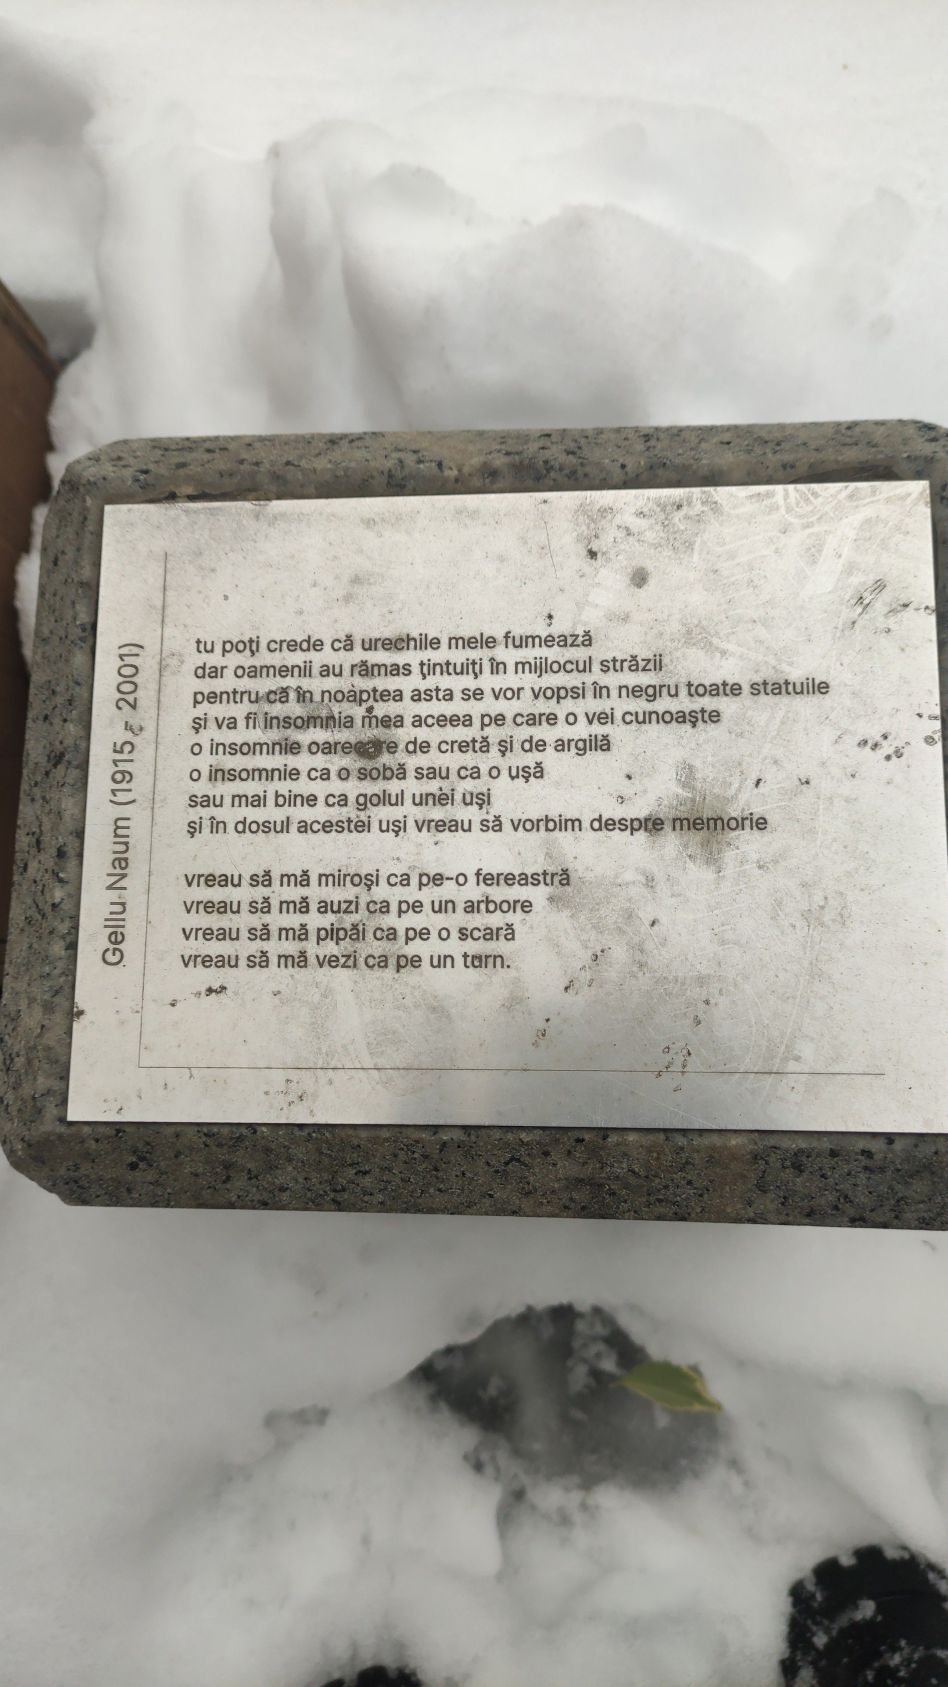 Gellu Naum (1915 - 2001)
tu poţi crede că urechile mele fumează
dar oamenii au rămas ţintuiţi în mijlocul străzii
pentru că în noaptea asta se vor vopsi în negru toate statuile
şi va fi insomnia mea aceea pe care o vei cunoaşte
o insomnie oarecare de cretă şi de argilă
o insomnie ca o sobă sau ca o uşă
sau mai bine ca golul unei uşi
şi în dosul acestei uşi vreau să vorbim despre memorie
vreau să mă miroşi ca pe-o fereastră
vreau să mă auzi ca pe un arbore
vreau să mă pipăi ca pe o scară
vreau să mă vezi ca pe un turn.